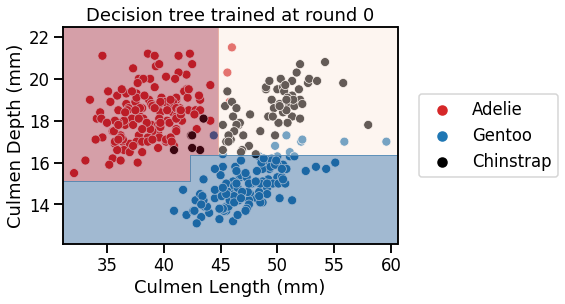 Decision tree trained at round 0
Culmen Depth (mm)
22
20
18
16
14
35
40
45
50
55
60
Culmen Length (mm)
Adelie
Gentoo
Chinstrap